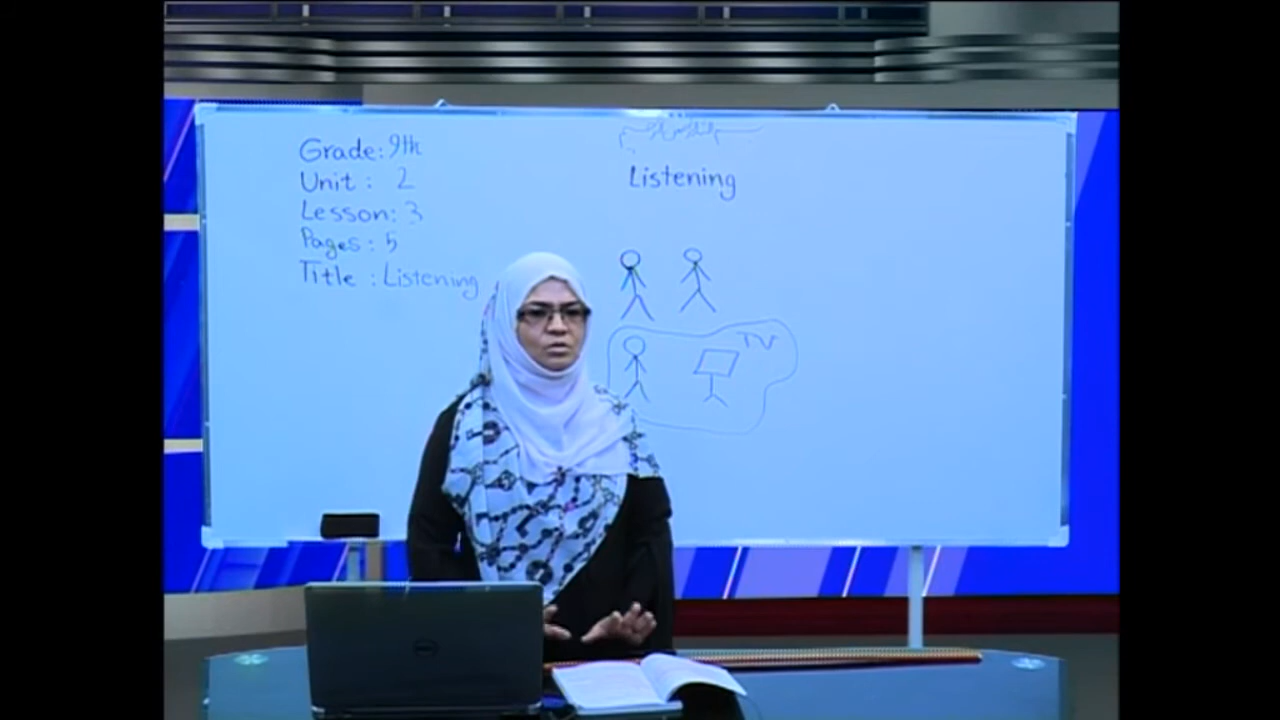 Grade: 9th
Unit : 2
Lesson: 3
Pages : 5
Title : Listening
Listening
TV